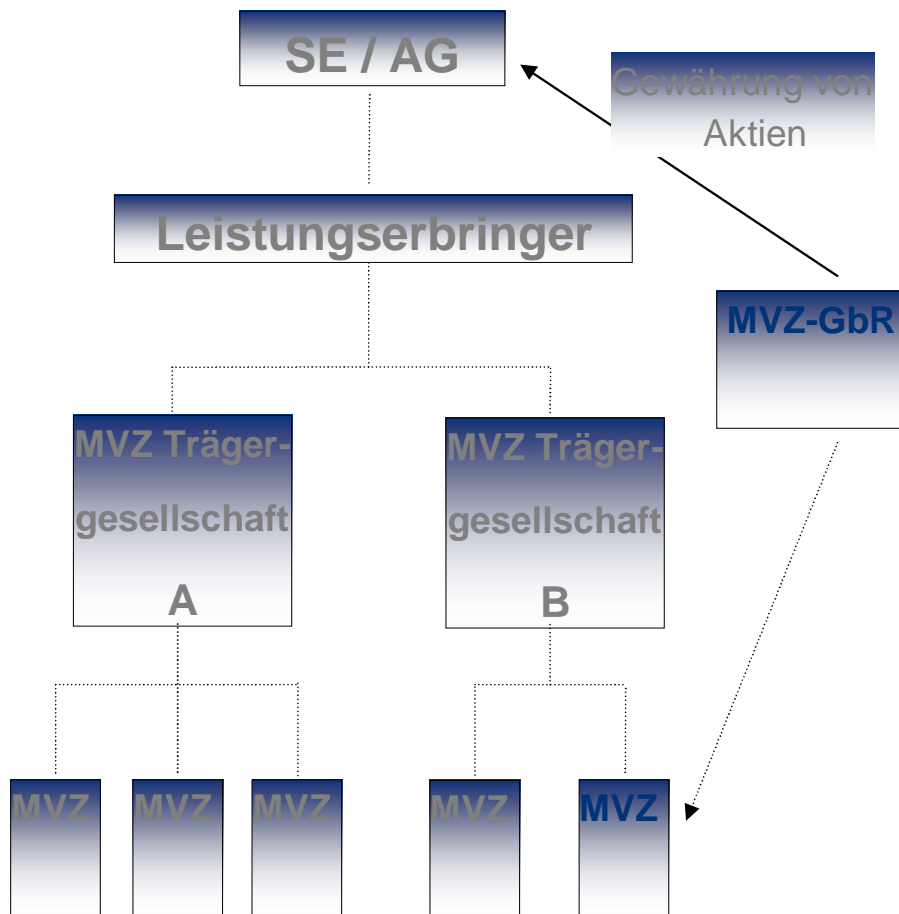 SE / AG
Gewährung von
Aktien
Leistungserbringer
MVZ-GbR
MVZ Träger-
gesellschaft
A
MVZ Träger-
gesellschaft
B
MVZ
MVZ
MVZ
MVZ
MVZ